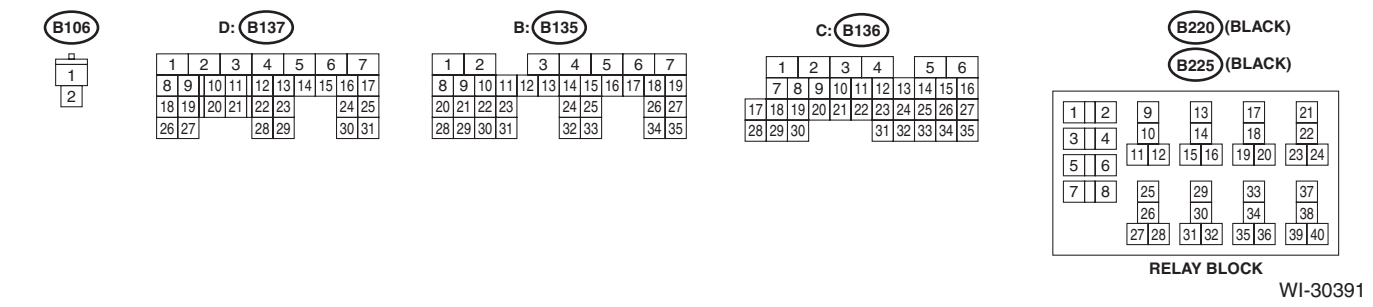 B106
1
2
D: B137
1 2 3 4 5 6 7
8 9 10 11 12 13 14 15 16 17
18 19 20 21 22 23 24 25
26 27 28 29 30 31
B: B135
1 2 3 4 5 6 7
8 9 10 11 12 13 14 15 16 17 18 19
20 21 22 23 24 25 26 27
28 29 30 31 32 33 34 35
C: B136
1 2 3 4 5 6
7 8 9 10 11 12 13 14 15 16
17 18 19 20 21 22 23 24 25 26 27
28 29 30 31 32 33 34 35
B220 (BLACK)
B225 (BLACK)
1 2 9 13 17 21
3 4 10 14 18 22
11 12 15 16 19 20 23 24
5 6
7 8 25 29 33 37
26 30 34 38
27 28 31 32 35 36 39 40
RELAY BLOCK
WI-30391